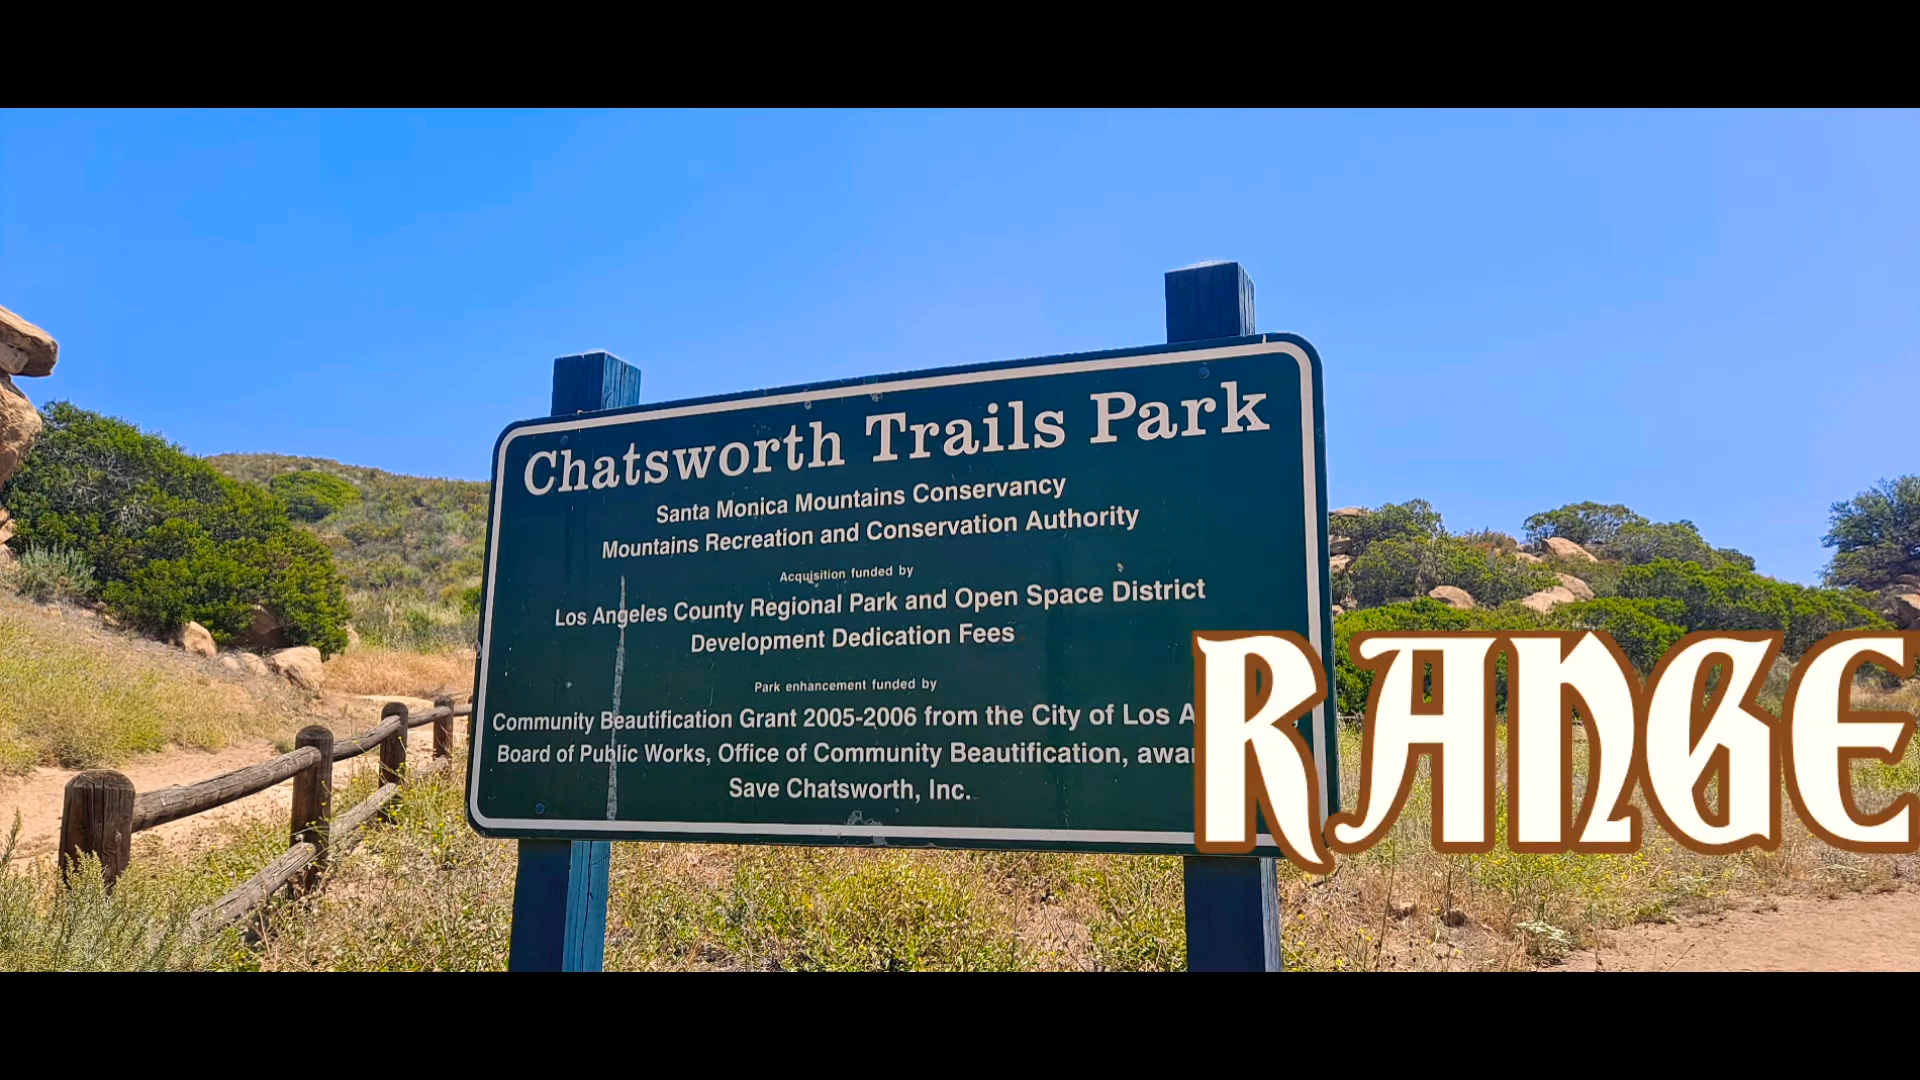 Chatsworth Trails Park
Santa Monica Mountains Conservancy
Mountains Recreation and Conservation Authority
Acquisition funded by
Los Angeles County Regional Park and Open Space District
Development Dedication Fees
Park enhancement funded by
Community Beautification Grant 2005-2006 from the City of Los
Board of Public Works, Office of Community Beautification,
Save Chatsworth, Inc.
RANGE